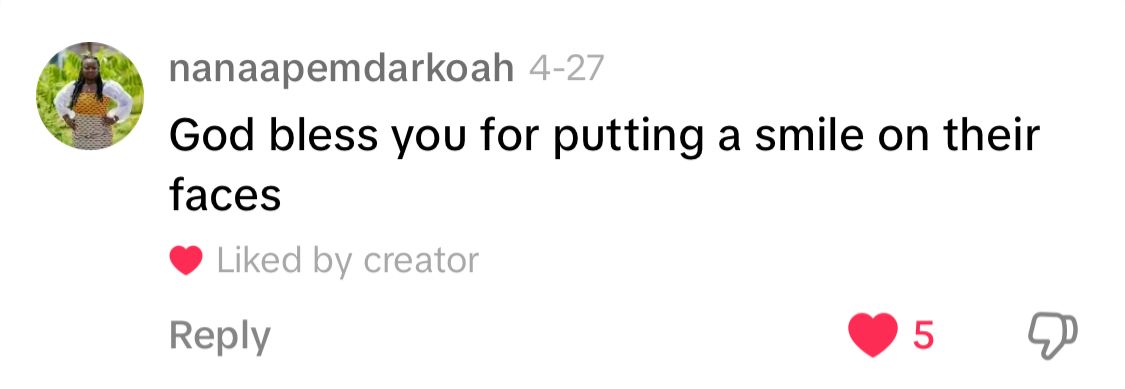 nanaapemdarkoah 4-27
God bless you for putting a smile on their
faces
Liked by creator
Reply 5